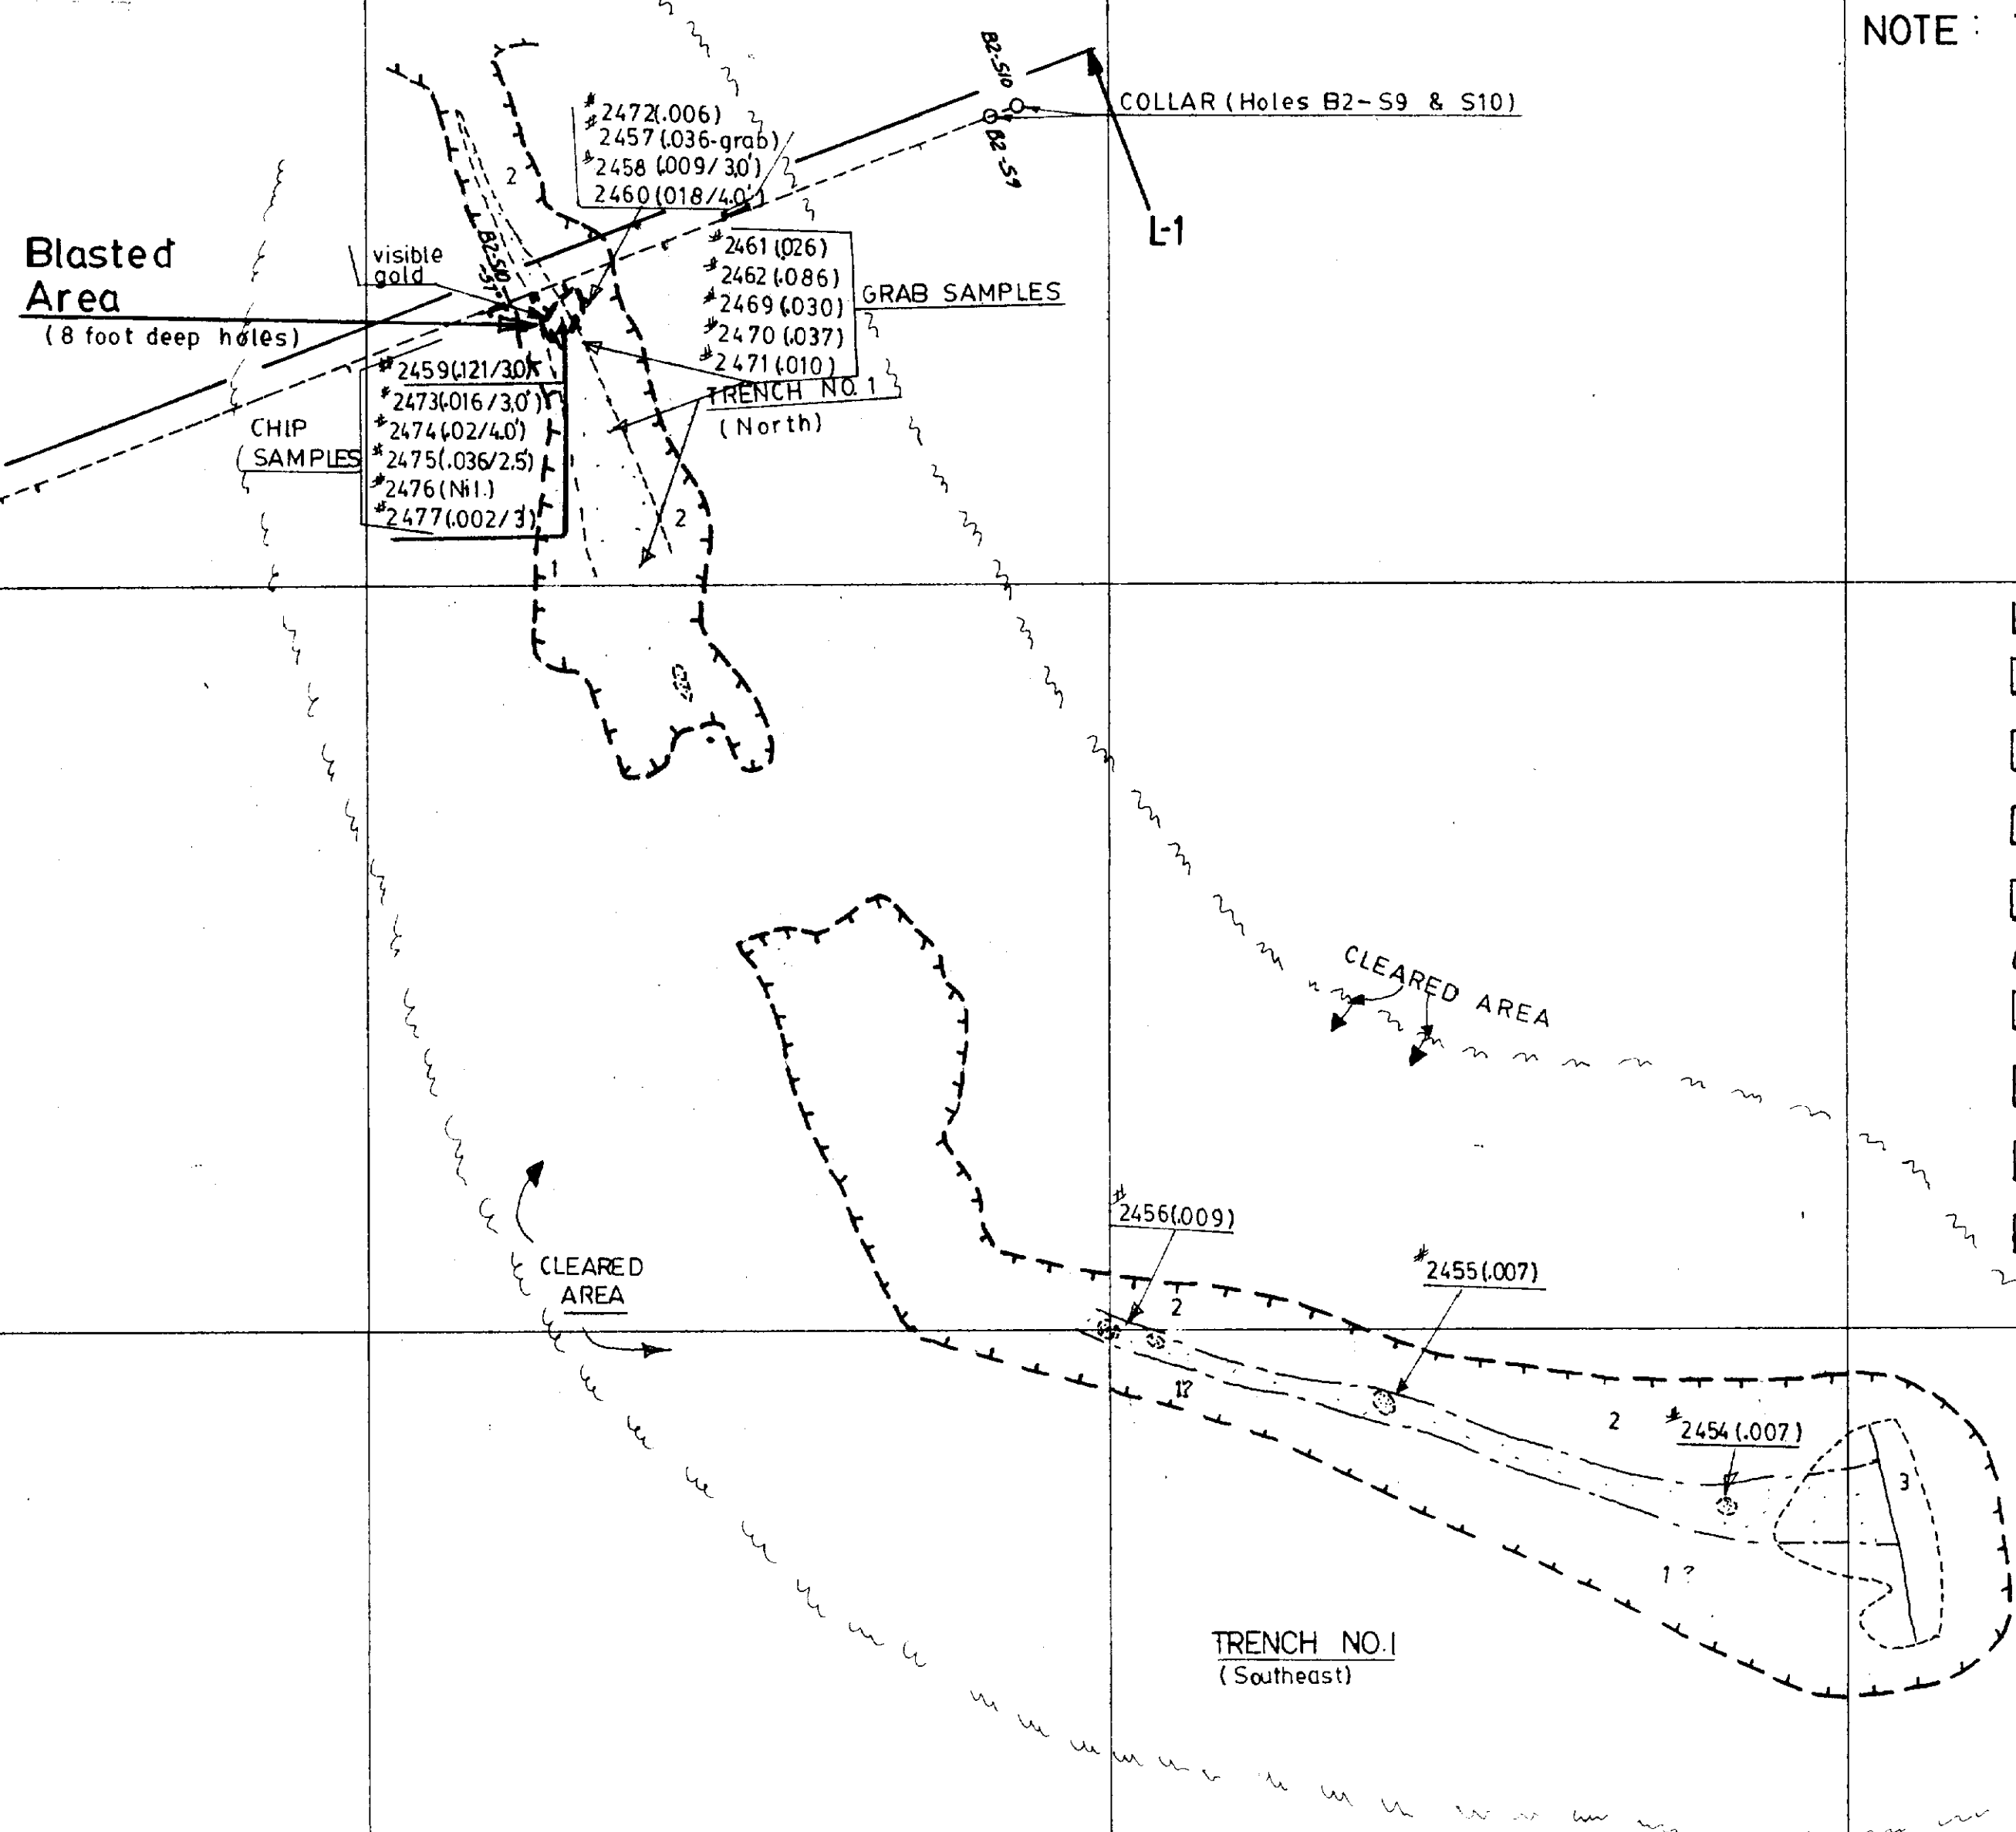 NOTE :
B2-S10
COLLAR (Holes B2-S9 & S10)
B2-S9
L-1
#2472(.006)
#2457(.036-grab)
#2458 (.009/3.0')
2460(.018/4.0')
2
Blasted
Area
(8 foot deep holes)
visible
gold
B2-S10
#2461(.026)
#2462(.086)
#2469(.030)
#2470(.037)
#2471(.010)
GRAB SAMPLES
TRENCH NO. 1
(North)
CHIP
SAMPLES
#2459(.121/3.0')
#2473(.016/3.0')
#2474(.02/4.0')
#2475(.036/2.5')
#2476(Nil.)
#2477(.002/3')
2
1
CLEARED AREA
CLEARED
AREA
#2456(.009)
#2455(.007)
2
1?
2
#2454(.007)
3
1?
TRENCH NO.1
(Southeast)